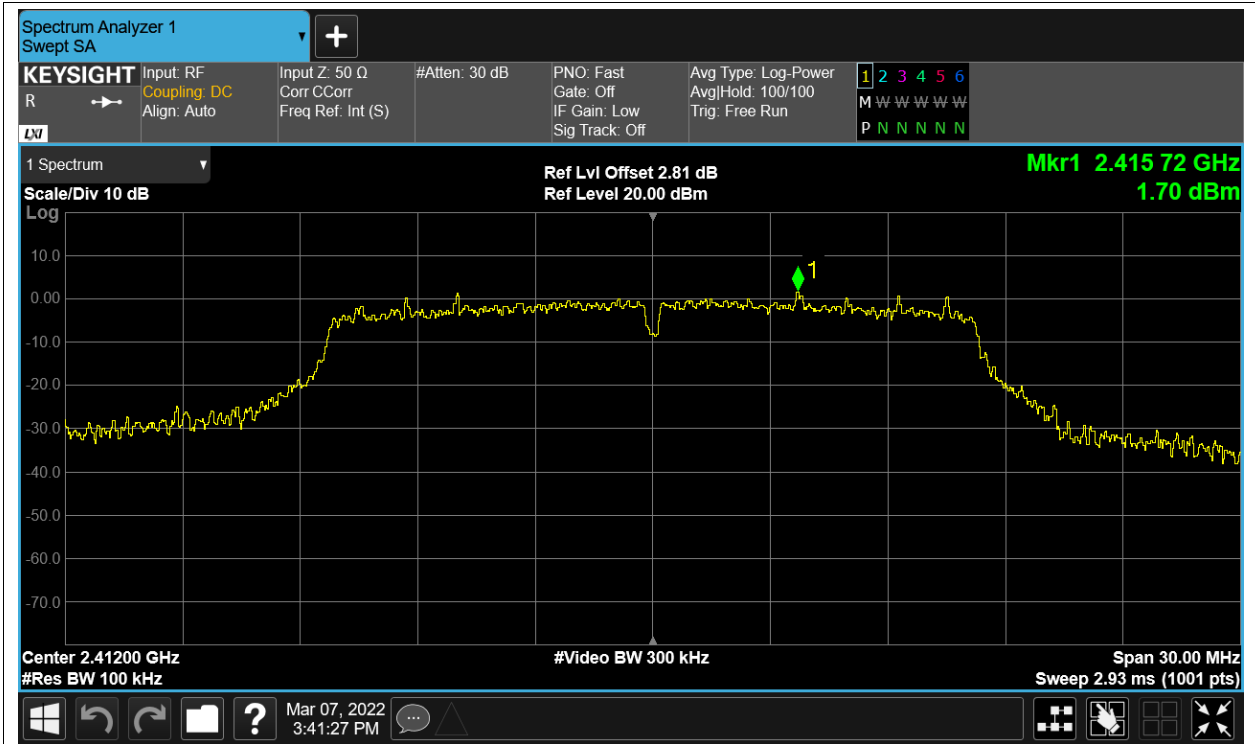 Spectrum Analyzer 1
Swept SA
KEYSIGHT
R
LXI
Input: RF
Coupling: DC
Align: Auto
Input Z: 50 Ω
Corr CCorr
Freq Ref: Int (S)
#Atten: 30 dB
PNO: Fast
Gate: Off
IF Gain: Low
Sig Track: Off
Avg Type: Log-Power
Avg|Hold: 100/100
Trig: Free Run
1 2 3 4 5 6
M W W W W W
P N N N N N
1 Spectrum
Scale/Div 10 dB
Log
Ref Lvl Offset 2.81 dB
Ref Level 20.00 dBm
Mkr1 2.415 72 GHz
1.70 dBm
1
10.0
0.00
-10.0
-20.0
-30.0
-40.0
-50.0
-60.0
-70.0
Center 2.41200 GHz
#Res BW 100 kHz
#Video BW 300 kHz
Span 30.00 MHz
Sweep 2.93 ms (1001 pts)
?
Mar 07, 2022
3:41:27 PM